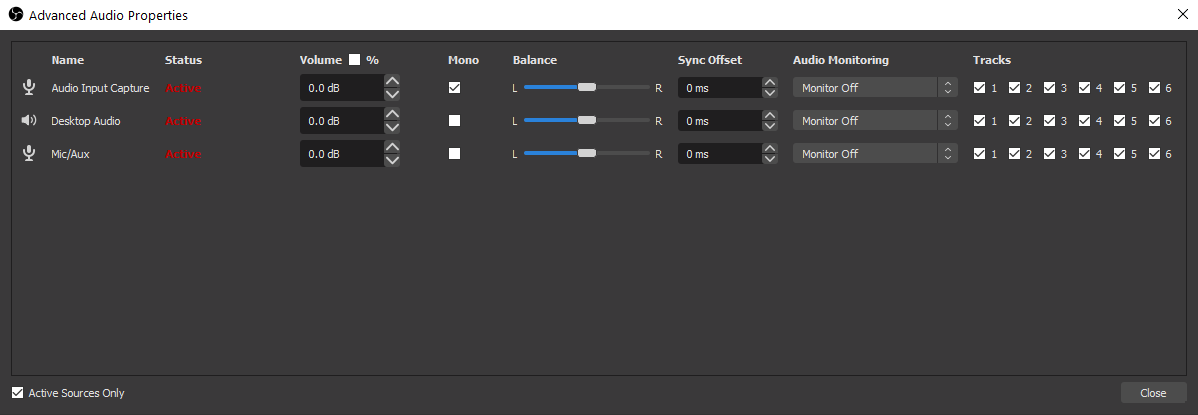 Advanced Audio Properties
Name Status Volume % Mono Balance Sync Offset Audio Monitoring Tracks
Audio Input Capture Active 0.0 dB L R 0 ms Monitor Off 1 2 3 4 5 6
Desktop Audio Active 0.0 dB L R 0 ms Monitor Off 1 2 3 4 5 6
Mic/Aux Active 0.0 dB L R 0 ms Monitor Off 1 2 3 4 5 6
Active Sources Only Close